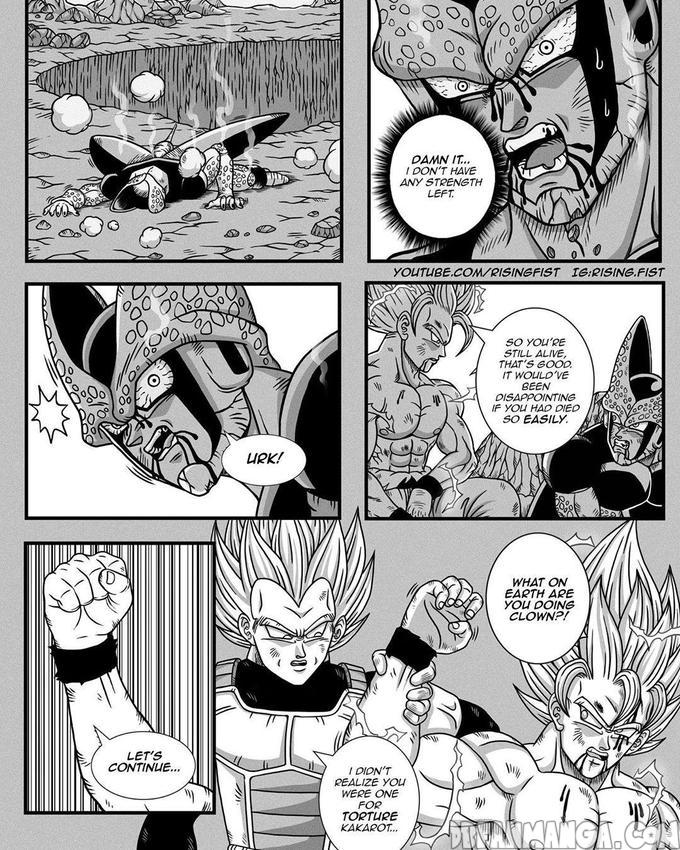 DAMN IT...
I DON'T HAVE
ANY STRENGTH
LEFT.
YOUTUBE.COM/RISINGFIST IG:RISING.FIST
URK!
SO YOU'RE
STILL ALIVE,
THAT'S GOOD.
IT WOULD'VE
BEEN
DISAPPOINTING
IF YOU HAD DIED
SO EASILY.
LET'S
CONTINUE...
WHAT ON
EARTH ARE
YOU DOING
CLOWN?!
I DIDN'T
REALIZE YOU
WERE ONE
FOR
TORTURE
KAKAROT...
DREAMMANGA.COM